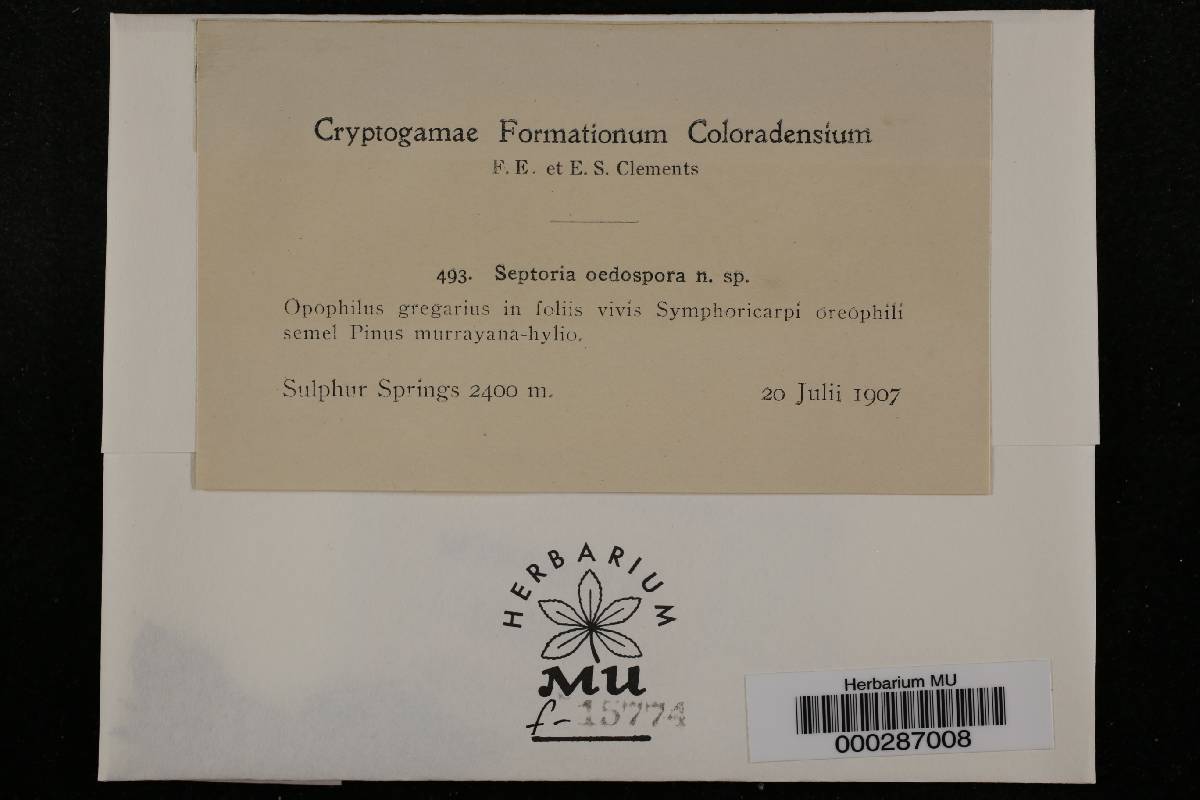 Cryptogamae Formationum Coloradensium
F. E. et E. S. Clements
493. Septoria oedospora n. sp.
Opophilus gregarius in foliis vivis Symphoricarpi oreophili
semel Pinus murrayana-hylio.
Sulphur Springs 2400 m. 20 Julii 1907
HERBARIUM
MU
f-15774
Herbarium MU
000287008